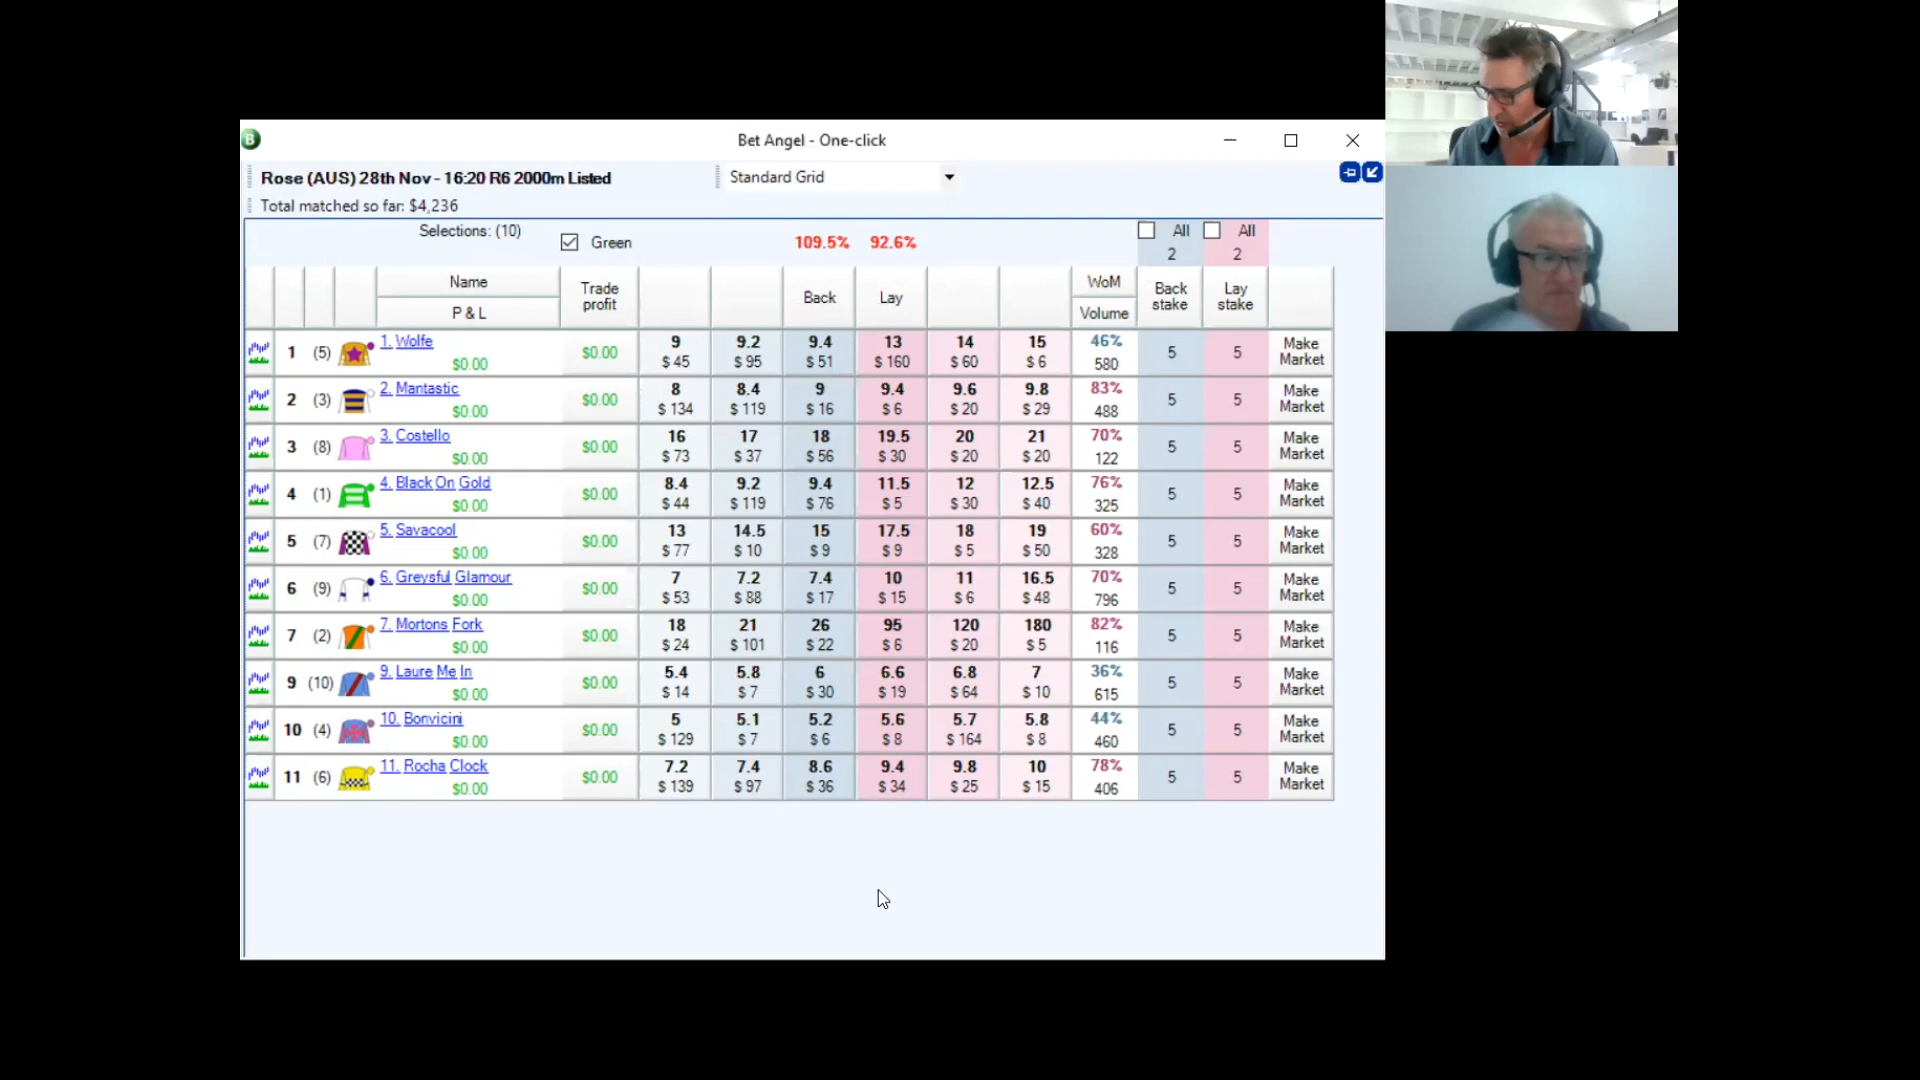 B
Bet Angel - One-click
Rose (AUS) 28th Nov - 16:20 R6 2000m Listed
Standard Grid
Total matched so far: $4,236
Selections: (10)
Green
109.5% 92.6%
All All
2 2
Name Trade profit Back Lay WoM Back stake Lay stake
P & L Volume
1 (5) 1. Wolfe $0.00 9 9.2 9.4 13 14 15 46% 5 5 Make Market
$0.00 $ 45 $ 95 $ 51 $ 160 $ 60 $ 6 580
2 (3) 2. Mantastic $0.00 8 8.4 9 9.4 9.6 9.8 83% 5 5 Make Market
$0.00 $ 134 $ 119 $ 16 $ 6 $ 20 $ 29 488
3 (8) 3. Costello $0.00 16 17 18 19.5 20 21 70% 5 5 Make Market
$0.00 $ 73 $ 37 $ 56 $ 30 $ 20 $ 20 122
4 (1) 4. Black On Gold $0.00 8.4 9.2 9.4 11.5 12 12.5 76% 5 5 Make Market
$0.00 $ 44 $ 119 $ 76 $ 5 $ 30 $ 40 325
5 (7) 5. Savacool $0.00 13 14.5 15 17.5 18 19 60% 5 5 Make Market
$0.00 $ 77 $ 10 $ 9 $ 9 $ 5 $ 50 328
6 (9) 6. Greysful Glamour $0.00 7 7.2 7.4 10 11 16.5 70% 5 5 Make Market
$0.00 $ 53 $ 88 $ 17 $ 15 $ 6 $ 48 796
7 (2) 7. Mortons Fork $0.00 18 21 26 95 120 180 82% 5 5 Make Market
$0.00 $ 24 $ 101 $ 22 $ 6 $ 20 $ 5 116
9 (10) 9. Laure Me In $0.00 5.4 5.8 6 6.6 6.8 7 36% 5 5 Make Market
$0.00 $ 14 $ 7 $ 30 $ 19 $ 64 $ 10 615
10 (4) 10. Bonvicini $0.00 5 5.1 5.2 5.6 5.7 5.8 44% 5 5 Make Market
$0.00 $ 129 $ 7 $ 6 $ 8 $ 164 $ 8 460
11 (6) 11. Rocha Clock $0.00 7.2 7.4 8.6 9.4 9.8 10 78% 5 5 Make Market
$0.00 $ 139 $ 97 $ 36 $ 34 $ 25 $ 15 406